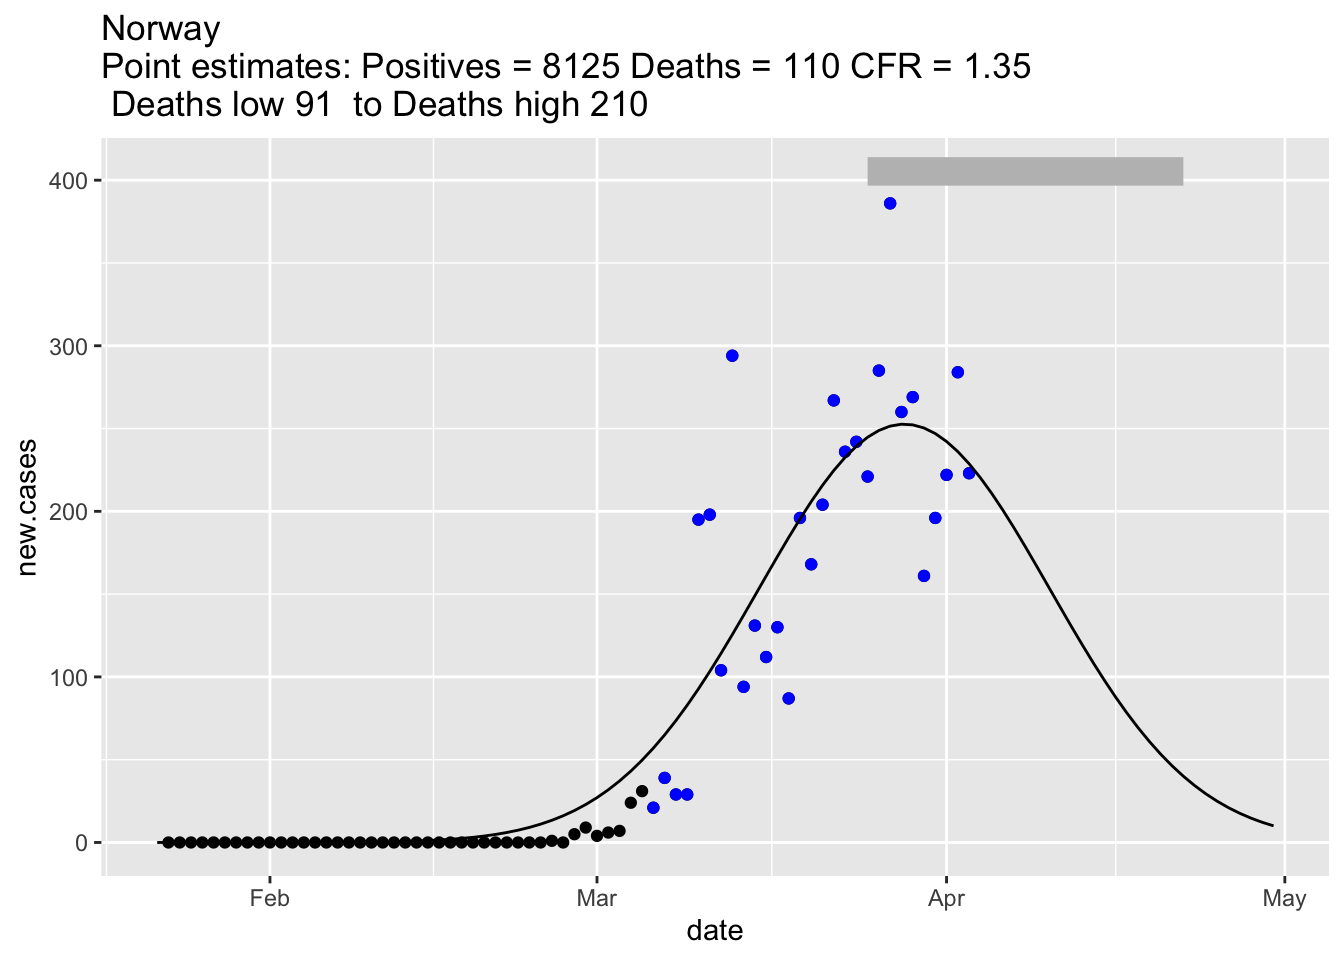 Norway
Point estimates: Positives = 8125 Deaths = 110 CFR = 1.35
Deaths low 91  to Deaths high 210
400
300
200
100
0
new.cases
Feb Mar Apr May
date